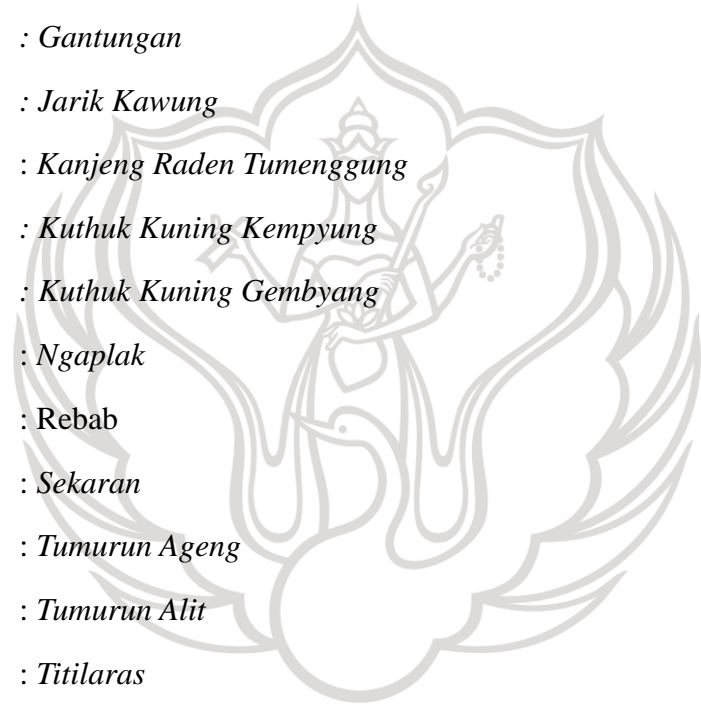 : Gantungan
: Jarik Kawung
: Kanjeng Raden Tumenggung
: Kuthuk Kuning Kempyung
: Kuthuk Kuning Gembyang
: Ngaplak
: Rebab
: Sekaran
: Tumurun Ageng
: Tumurun Alit
: Titilaras